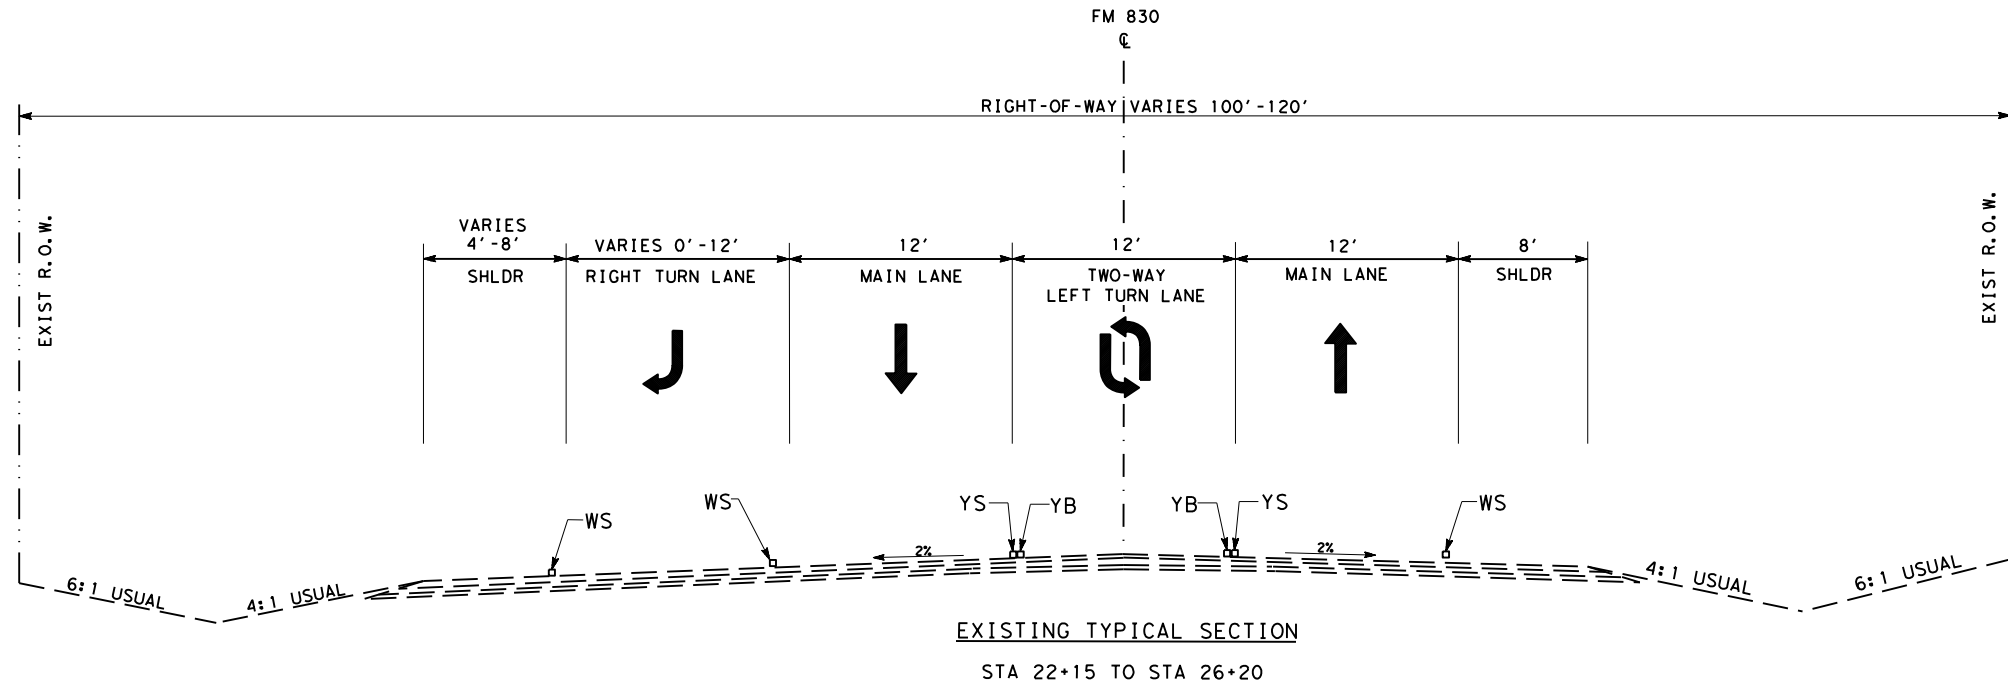 FM 830
℄
RIGHT-OF-WAY VARIES 100'-120'
EXIST R.O.W.
EXIST R.O.W.
VARIES
4'-8'
SHLDR
VARIES 0'-12'
RIGHT TURN LANE
12'
MAIN LANE
12'
TWO-WAY
LEFT TURN LANE
12'
MAIN LANE
8'
SHLDR
WS
WS
YS
YB
YB
YS
WS
2%
2%
6:1 USUAL
4:1 USUAL
4:1 USUAL
6:1 USUAL
EXISTING TYPICAL SECTION
STA 22+15 TO STA 26+20